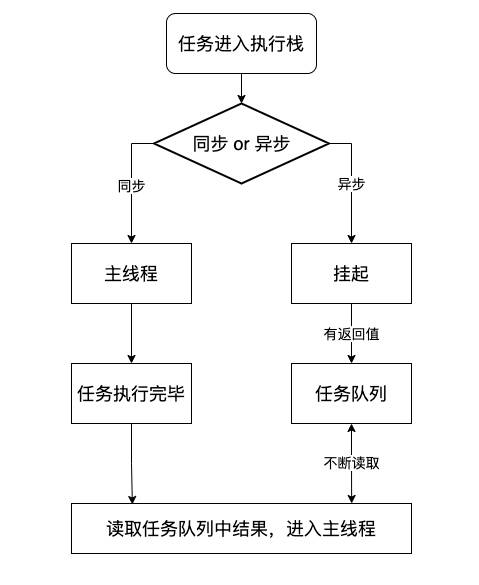 任务进入执行栈
同步 or 异步
同步
异步
主线程
挂起
有返回值
任务执行完毕
任务队列
不断读取
读取任务队列中结果，进入主线程